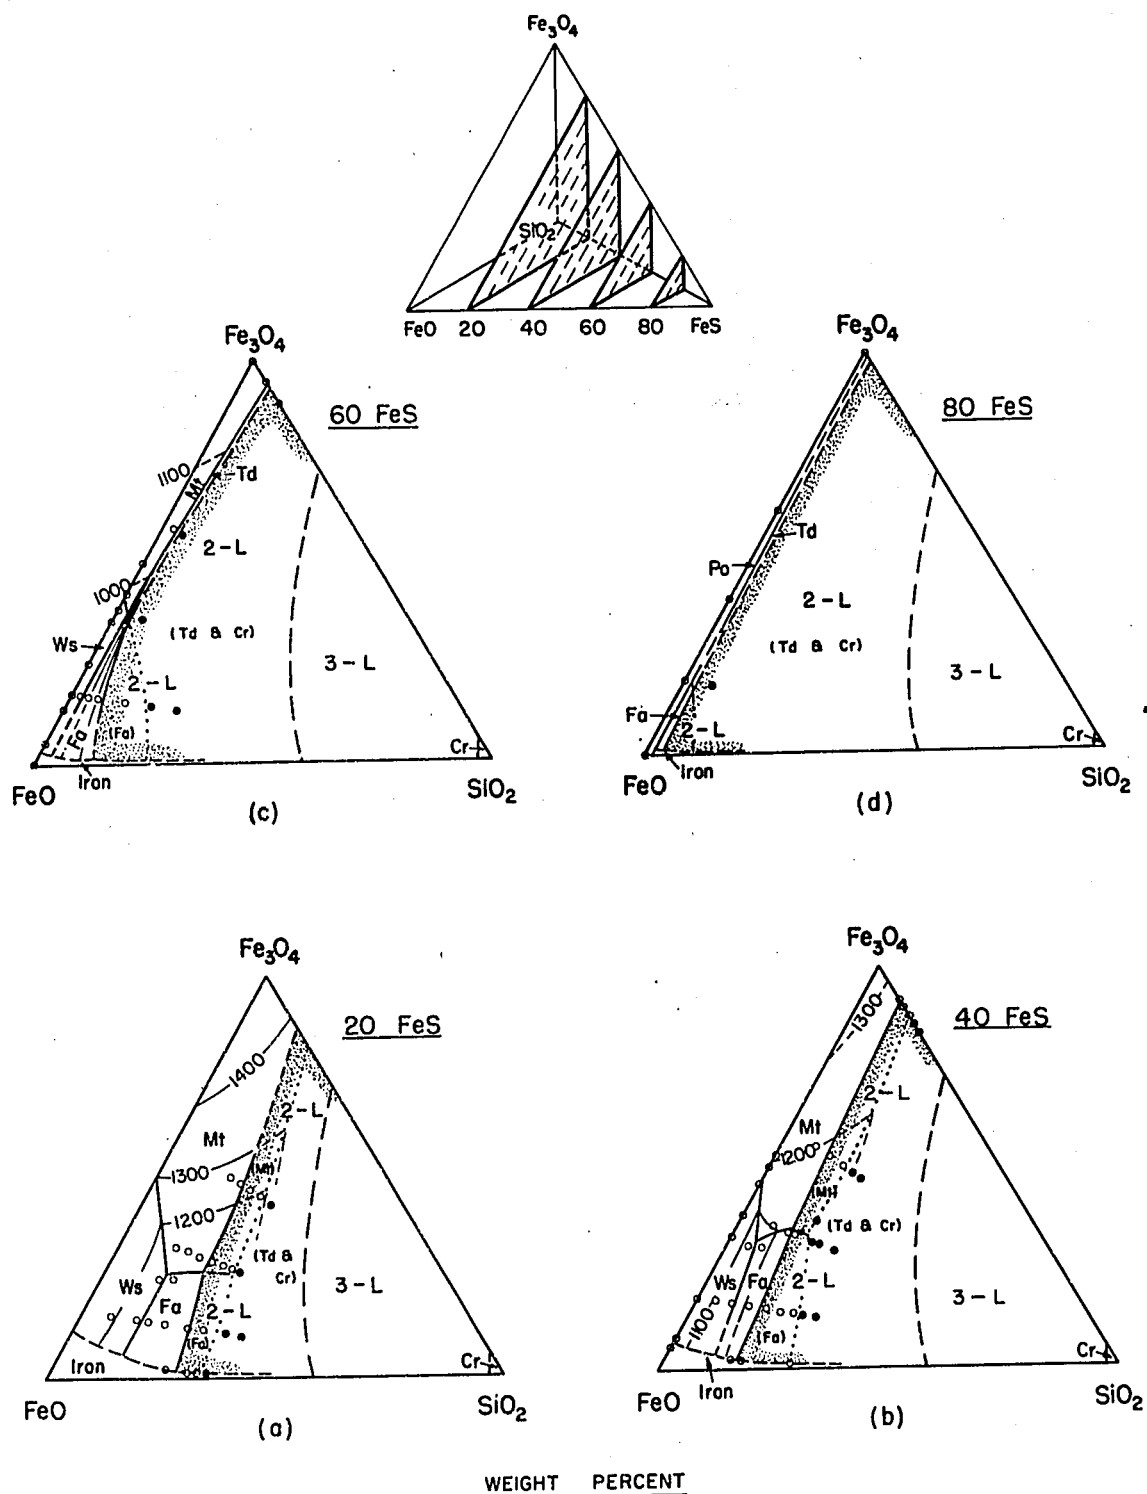 Fe3O4
SiO2
FeO 20 40 60 80 FeS
Fe3O4
60 FeS
1100
Mt
Td
2-L
1000
Ws
(Td & Cr)
3-L
2-L
Fa
(Fa)
Cr
Iron
FeO
SiO2
(c)
Fe3O4
80 FeS
Td
Po
2-L
(Td & Cr)
3-L
Fa
2-L
Cr
Iron
FeO
SiO2
(d)
Fe3O4
20 FeS
1400
2-L
Mt
1300
(Mt)
1200
(Td &
Cr)
Ws
3-L
Fa
2-L
(Fa)
Iron
Cr
FeO
SiO2
(a)
Fe3O4
1300
40 FeS
2-L
Mt
1200
(Mt)
(Td & Cr)
Ws
Fa
2-L
3-L
1100
(Fa)
Cr
Iron
FeO
SiO2
(b)
WEIGHT PERCENT